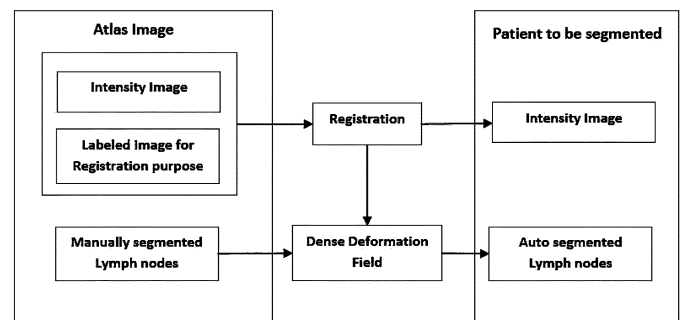 Atlas Image
Patient to be segmented
Intensity Image
Labeled Image for
Registration purpose
Registration
Intensity Image
Manually segmented
Lymph nodes
Dense Deformation
Field
Auto segmented
Lymph nodes